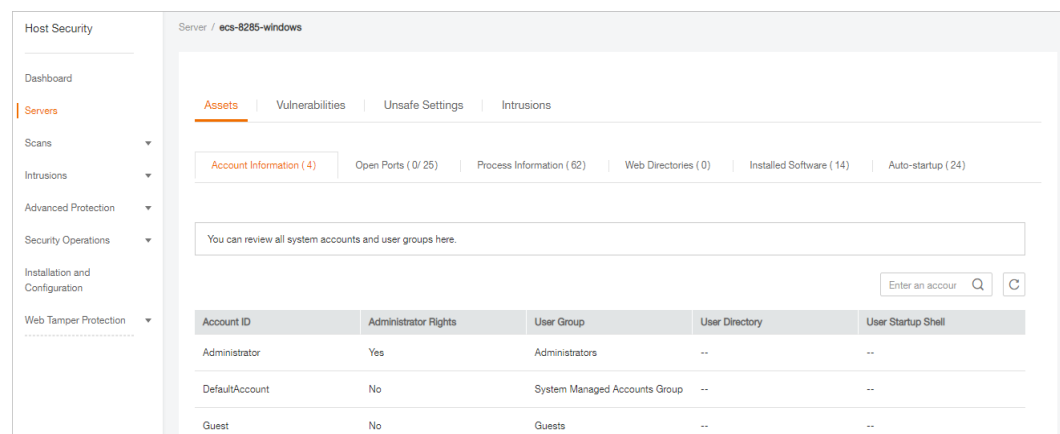 Host Security
Server / ecs-8285-windows
Dashboard
Servers
Scans
Intrusions
Advanced Protection
Security Operations
Installation and
Configuration
Web Tamper Protection
Assets Vulnerabilities Unsafe Settings Intrusions
Account Information ( 4 ) Open Ports ( 0/ 25 ) Process Information ( 62 ) Web Directories ( 0 ) Installed Software ( 14 ) Auto-startup ( 24 )
You can review all system accounts and user groups here.
Enter an accour
Account ID Administrator Rights User Group User Directory User Startup Shell
Administrator Yes Administrators -- --
DefaultAccount No System Managed Accounts Group -- --
Guest No Guests -- --